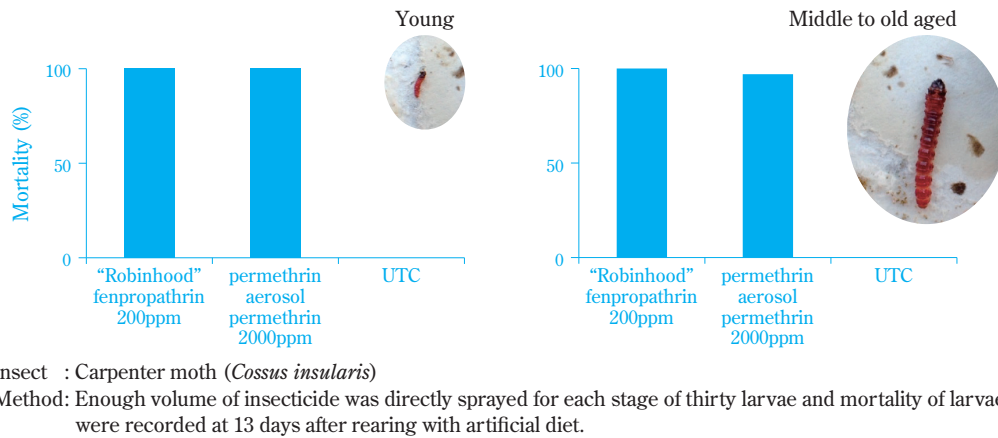 Young
Mortality (%)
100
50
0
“Robinhood”
fenpropathrin
200ppm
permethrin
aerosol
permethrin
2000ppm
UTC
Middle to old aged
100
50
0
“Robinhood”
fenpropathrin
200ppm
permethrin
aerosol
permethrin
2000ppm
UTC
nsect : Carpenter moth (Cossus insularis)
Method: Enough volume of insecticide was directly sprayed for each stage of thirty larvae and mortality of larvae
were recorded at 13 days after rearing with artificial diet.